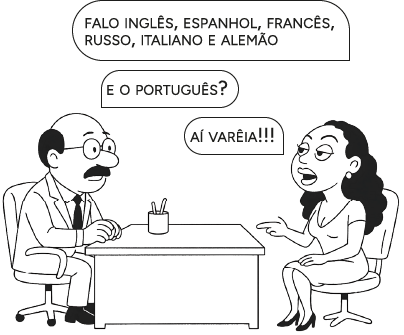 FALO INGLÊS, ESPANHOL, FRANCÊS,
RUSSO, ITALIANO E ALEMÃO
E O PORTUGUÊS?
AÍ VARÊIA!!!